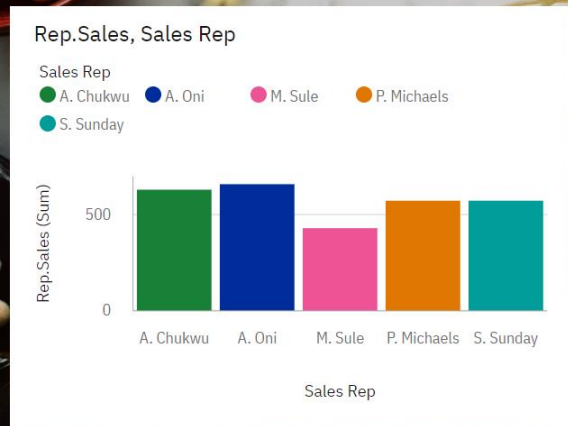 Rep.Sales, Sales Rep
Sales Rep
A. Chukwu A. Oni M. Sule P. Michaels
S. Sunday
Rep.Sales (Sum)
500
0
A. Chukwu A. Oni M. Sule P. Michaels S. Sunday
Sales Rep